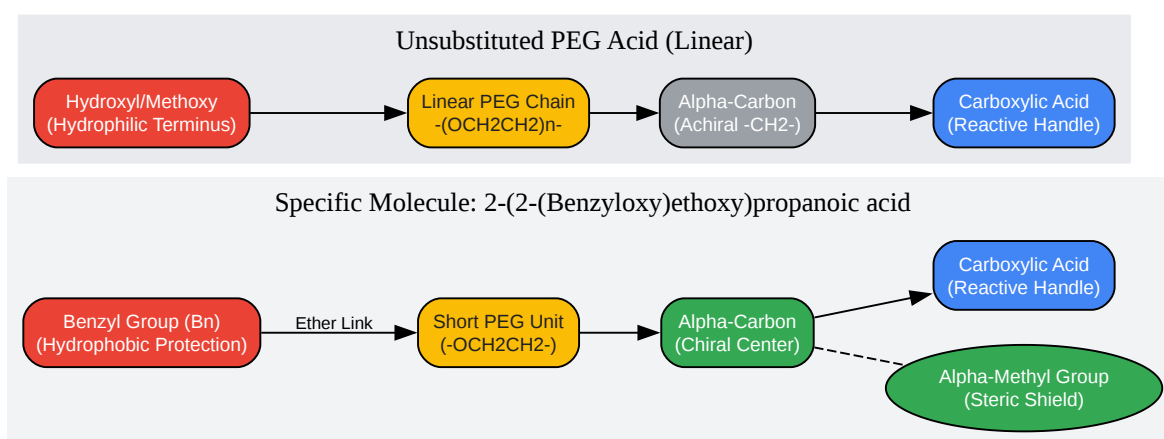 Unsubstituted PEG Acid (Linear)
Hydroxyl/Methoxy
(Hydrophilic Terminus)
Linear PEG Chain
-(OCH2CH2)n-
Alpha-Carbon
(Achiral -CH2-)
Carboxylic Acid
(Reactive Handle)
Specific Molecule: 2-(2-(Benzyloxy)ethoxy)propanoic acid
Benzyl Group (Bn)
(Hydrophobic Protection)
Ether Link
Short PEG Unit
(-OCH2CH2-)
Alpha-Carbon
(Chiral Center)
Carboxylic Acid
(Reactive Handle)
Alpha-Methyl Group
(Steric Shield)